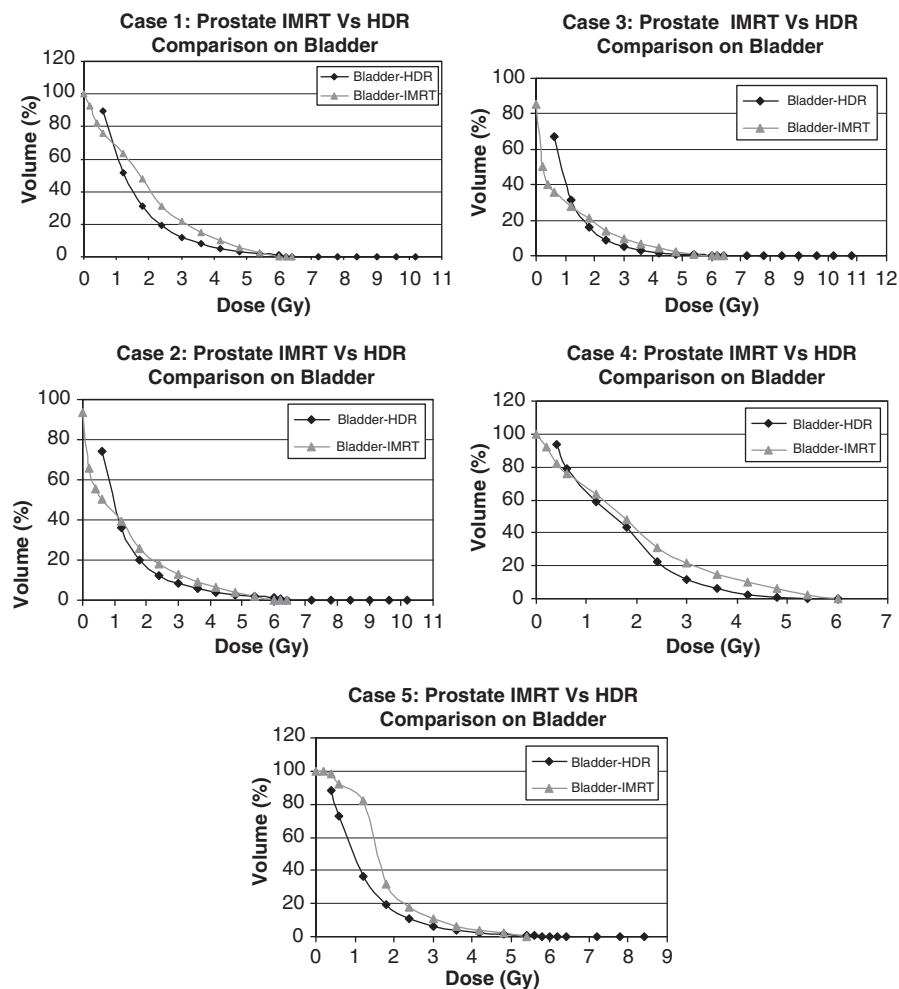 Case 1: Prostate IMRT Vs HDR
Comparison on Bladder
120
100
80
60
40
20
0
Volume (%)
Bladder-HDR
Bladder-IMRT
0 1 2 3 4 5 6 7 8 9 10 11
Dose (Gy)
Case 3: Prostate IMRT Vs HDR
Comparison on Bladder
100
80
60
40
20
0
Volume (%)
Bladder-HDR
Bladder-IMRT
0 1 2 3 4 5 6 7 8 9 10 11 12
Dose (Gy)
Case 2: Prostate IMRT Vs HDR
Comparison on Bladder
100
80
60
40
20
0
Volume (%)
Bladder-HDR
Bladder-IMRT
0 1 2 3 4 5 6 7 8 9 10 11
Dose (Gy)
Case 4: Prostate IMRT Vs HDR
Comparison on Bladder
120
100
80
60
40
20
0
Volume (%)
Bladder-HDR
Bladder-IMRT
0 1 2 3 4 5 6 7
Dose (Gy)
Case 5: Prostate IMRT Vs HDR
Comparison on Bladder
120
100
80
60
40
20
0
Volume (%)
Bladder-HDR
Bladder-IMRT
0 1 2 3 4 5 6 7 8 9
Dose (Gy)